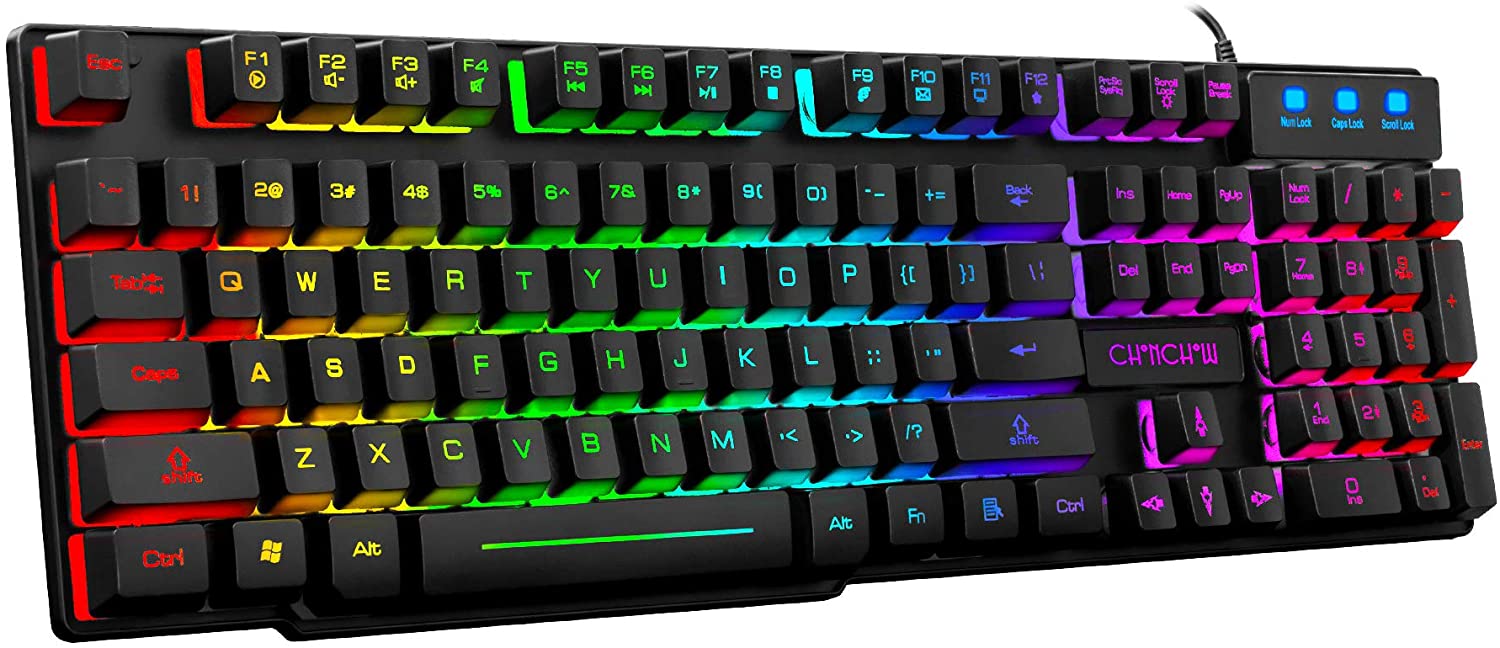 Esc F1 F2 F3 F4 F5 F6 F7 F8 F9 F10 F11 F12 PrtSc SysRq Scroll Lock Pause Break
Num Lock Caps Lock Scroll Lock
`~ 1! 2@ 3# 4$ 5% 6^ 7& 8* 9( 0) -_ += Back Ins Home PgUp Num Lock / * -
Tab Q W E R T Y U I O P {[ }] \¦ Del End PgDn 7 Home 8 9 PgUp +
Caps A S D F G H J K L ;: '" CHONCHOW 4 5 6
shift Z X C V B N M ,< .> /? shift 1 End 2 3 PgDn Enter
Ctrl Alt Alt Fn Ctrl 0 Ins . Del